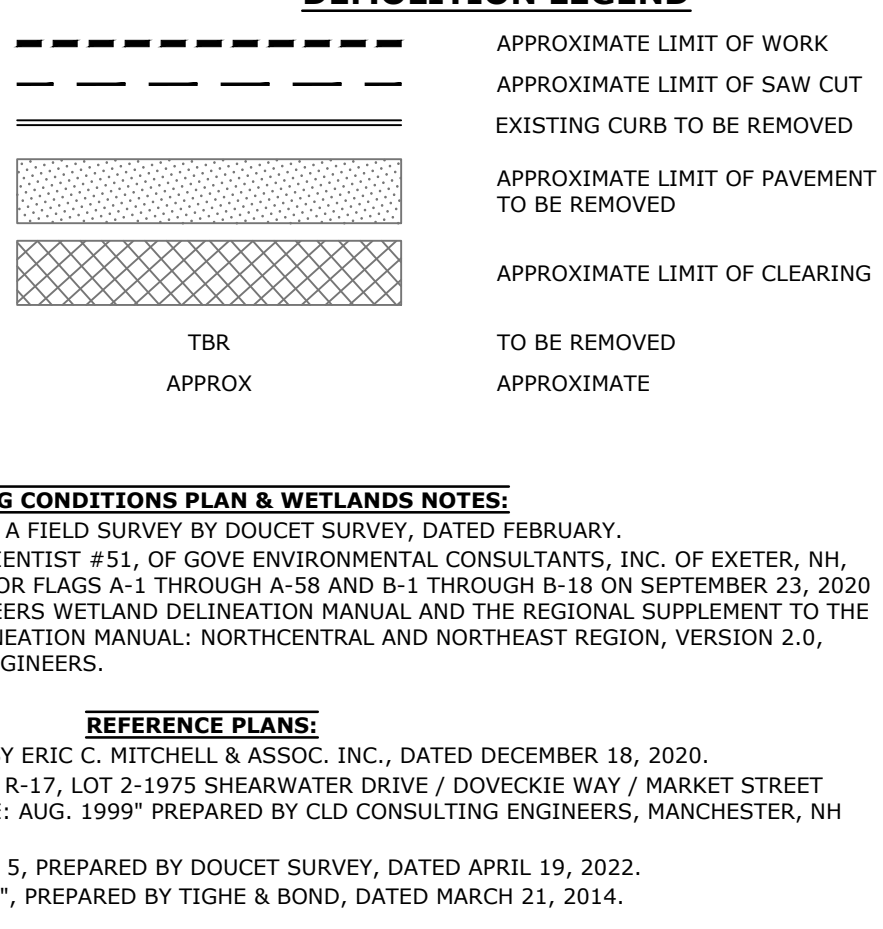 DEMOLITION LEGEND
APPROXIMATE LIMIT OF WORK
APPROXIMATE LIMIT OF SAW CUT
EXISTING CURB TO BE REMOVED
APPROXIMATE LIMIT OF PAVEMENT
TO BE REMOVED
APPROXIMATE LIMIT OF CLEARING
TBR TO BE REMOVED
APPROX APPROXIMATE
G CONDITIONS PLAN & WETLANDS NOTES:
A FIELD SURVEY BY DOUCET SURVEY, DATED FEBRUARY.
IENTIST #51, OF GOVE ENVIRONMENTAL CONSULTANTS, INC. OF EXETER, NH,
OR FLAGS A-1 THROUGH A-58 AND B-1 THROUGH B-18 ON SEPTEMBER 23, 2020
EERS WETLAND DELINEATION MANUAL AND THE REGIONAL SUPPLEMENT TO THE
NEATION MANUAL: NORTHCENTRAL AND NORTHEAST REGION, VERSION 2.0,
GINEERS.
REFERENCE PLANS:
BY ERIC C. MITCHELL & ASSOC. INC., DATED DECEMBER 18, 2020.
R-17, LOT 2-1975 SHEARWATER DRIVE / DOVECKIE WAY / MARKET STREET
E: AUG. 1999" PREPARED BY CLD CONSULTING ENGINEERS, MANCHESTER, NH
5, PREPARED BY DOUCET SURVEY, DATED APRIL 19, 2022.
", PREPARED BY TIGHE & BOND, DATED MARCH 21, 2014.